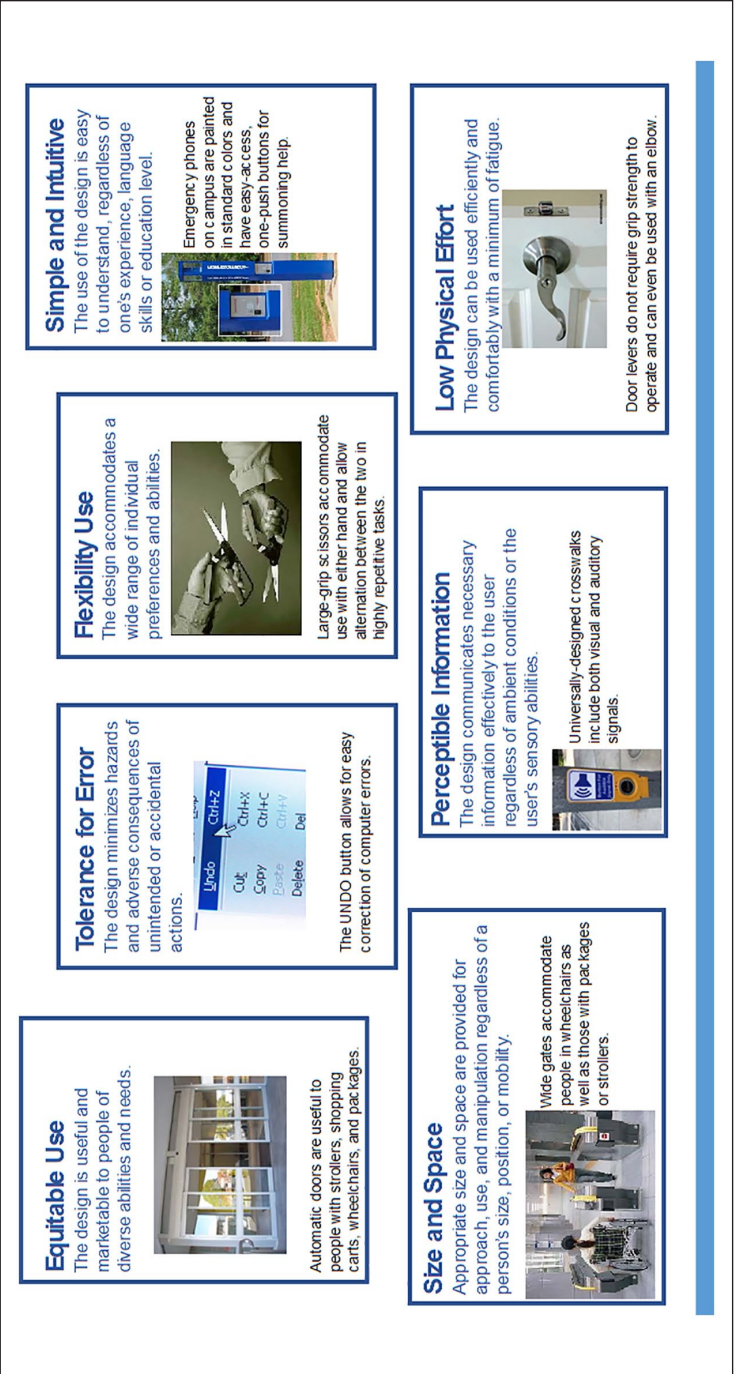 Equitable Use
The design is useful and
marketable to people of
diverse abilities and needs.
Automatic doors are useful to
people with strollers, shopping
carts, wheelchairs, and packages.
Tolerance for Error
The design minimizes hazards
and adverse consequences of
unintended or accidental
actions.
Undo Ctrl+Z
Cut Ctrl+X
Copy Ctrl+C
Paste Ctrl+V
Delete Del
The UNDO button allows for easy
correction of computer errors.
Flexibility Use
The design accommodates a
wide range of individual
preferences and abilities.
Large-grip scissors accommodate
use with either hand and allow
alternation between the two in
highly repetitive tasks.
Simple and Intuitive
The use of the design is easy
to understand, regardless of
one's experience, language
skills or education level.
Emergency phones
on campus are painted
in standard colors and
have easy-access,
one-push buttons for
summoning help.
Size and Space
Appropriate size and space are provided for
approach, use, and manipulation regardless of a
person's size, position, or mobility.
Wide gates accommodate
people in wheelchairs as
well as those with packages
or strollers.
Perceptible Information
The design communicates necessary
information effectively to the user
regardless of ambient conditions or the
user's sensory abilities.
Universally-designed crosswalks
include both visual and auditory
signals.
Low Physical Effort
The design can be used efficiently and
comfortably with a minimum of fatigue.
Door levers do not require grip strength to
operate and can even be used with an elbow.